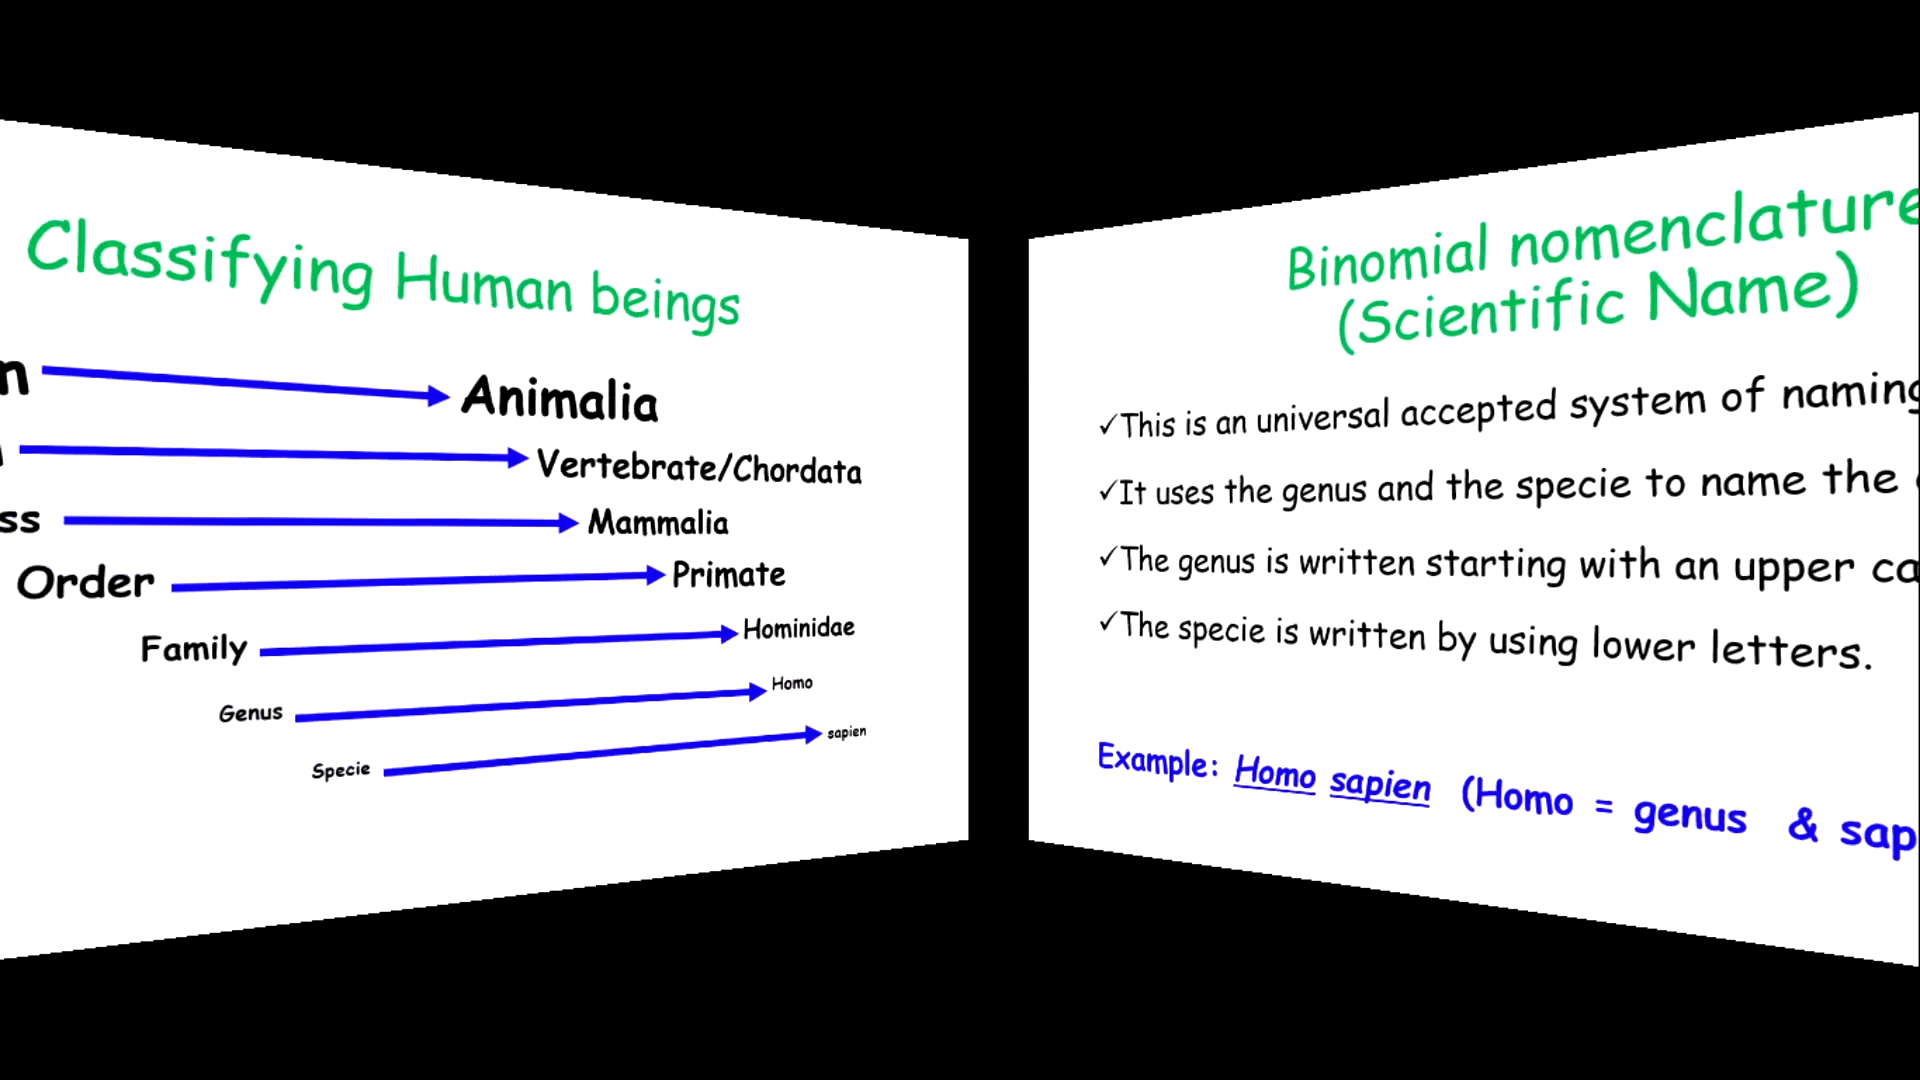 Classifying Human beings
Animalia
Vertebrate/Chordata
ss Mammalia
Order Primate
Family Hominidae
Genus Homo
Specie sapien
Binomial nomenclature
(Scientific Name)
✓This is an universal accepted system of naming
✓It uses the genus and the specie to name the
✓The genus is written starting with an upper ca
✓The specie is written by using lower letters.
Example: Homo sapien (Homo = genus & sap